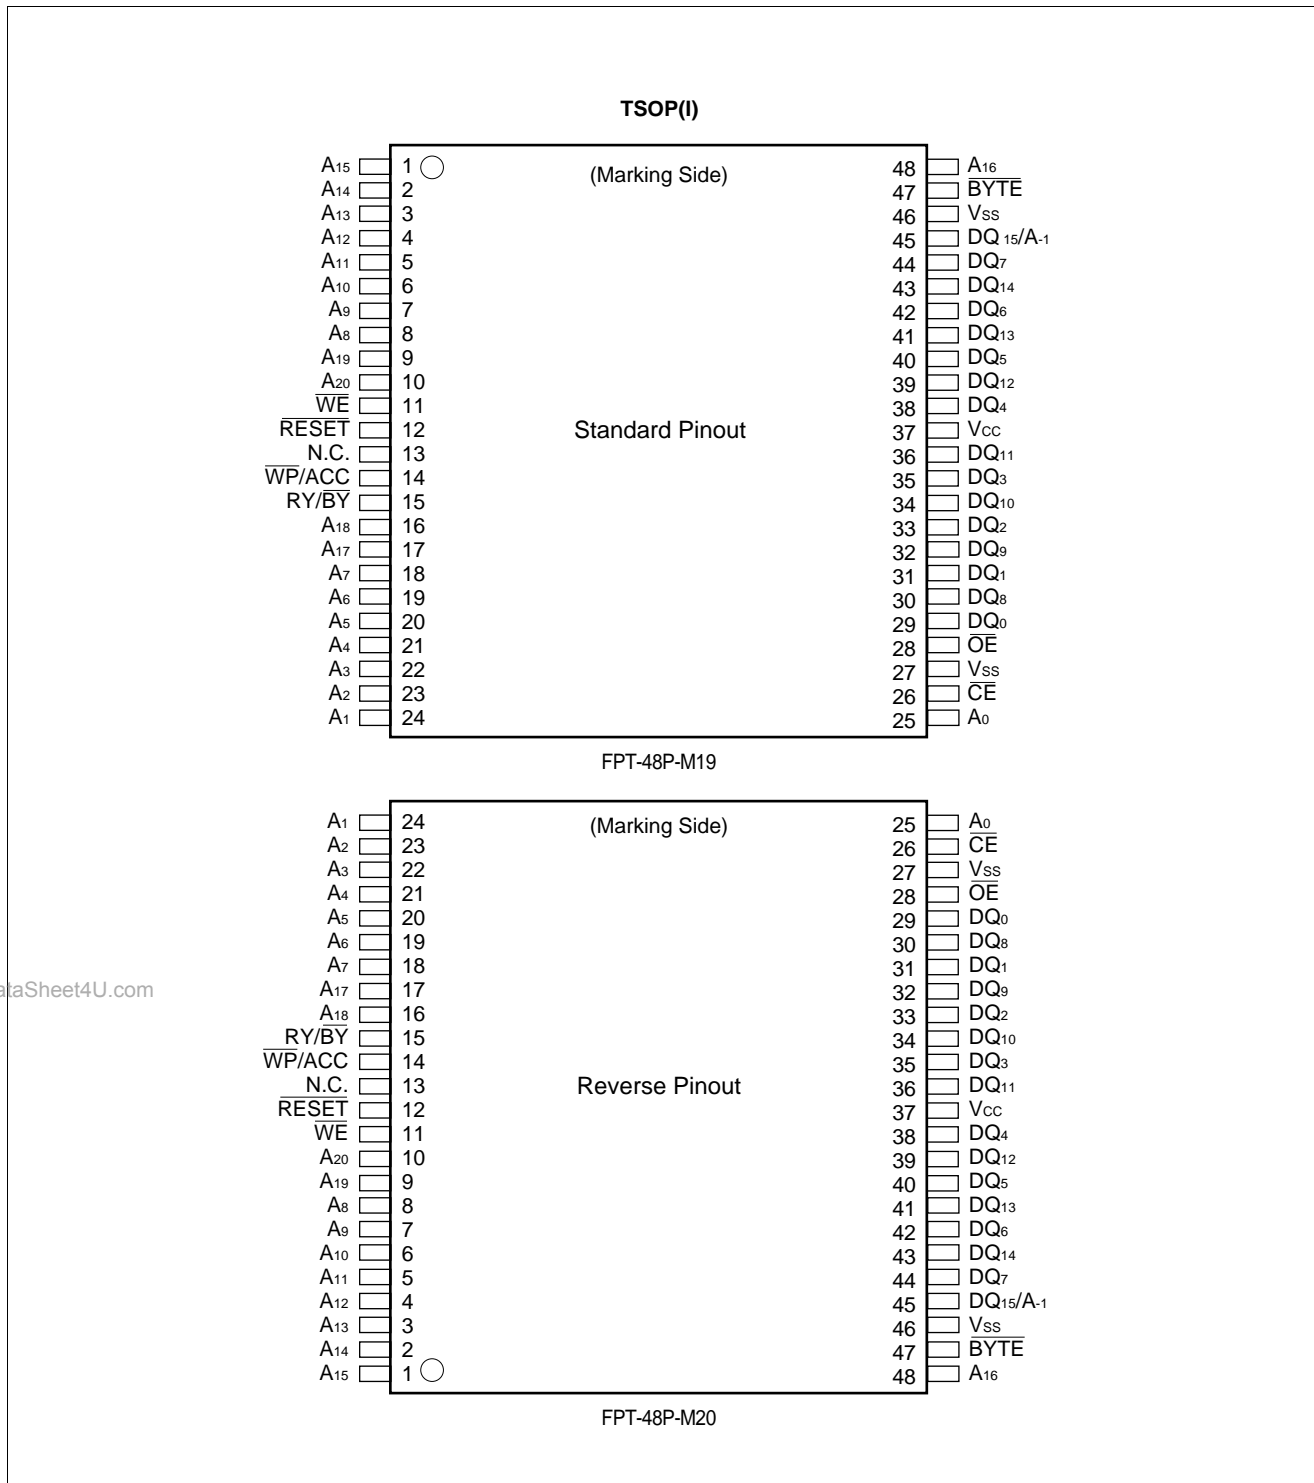 TSOP(I)
A15 1 (Marking Side) 48 A16
A14 2 47 BYTE
A13 3 46 VSS
A12 4 45 DQ 15/A-1
A11 5 44 DQ7
A10 6 43 DQ14
A9 7 42 DQ6
A8 8 41 DQ13
A19 9 40 DQ5
A20 10 39 DQ12
WE 11 38 DQ4
RESET 12 Standard Pinout 37 VCC
N.C. 13 36 DQ11
WP/ACC 14 35 DQ3
RY/BY 15 34 DQ10
A18 16 33 DQ2
A17 17 32 DQ9
A7 18 31 DQ1
A6 19 30 DQ8
A5 20 29 DQ0
A4 21 28 OE
A3 22 27 VSS
A2 23 26 CE
A1 24 25 A0
FPT-48P-M19
A1 24 (Marking Side) 25 A0
A2 23 26 CE
A3 22 27 VSS
A4 21 28 OE
A5 20 29 DQ0
A6 19 30 DQ8
A7 18 31 DQ1
A17 17 32 DQ9
ataSheet4U.com
A18 16 33 DQ2
RY/BY 15 34 DQ10
WP/ACC 14 35 DQ3
N.C. 13 Reverse Pinout 36 DQ11
RESET 12 37 VCC
WE 11 38 DQ4
A20 10 39 DQ12
A19 9 40 DQ5
A8 8 41 DQ13
A9 7 42 DQ6
A10 6 43 DQ14
A11 5 44 DQ7
A12 4 45 DQ15/A-1
A13 3 46 VSS
A14 2 47 BYTE
A15 1 48 A16
FPT-48P-M20